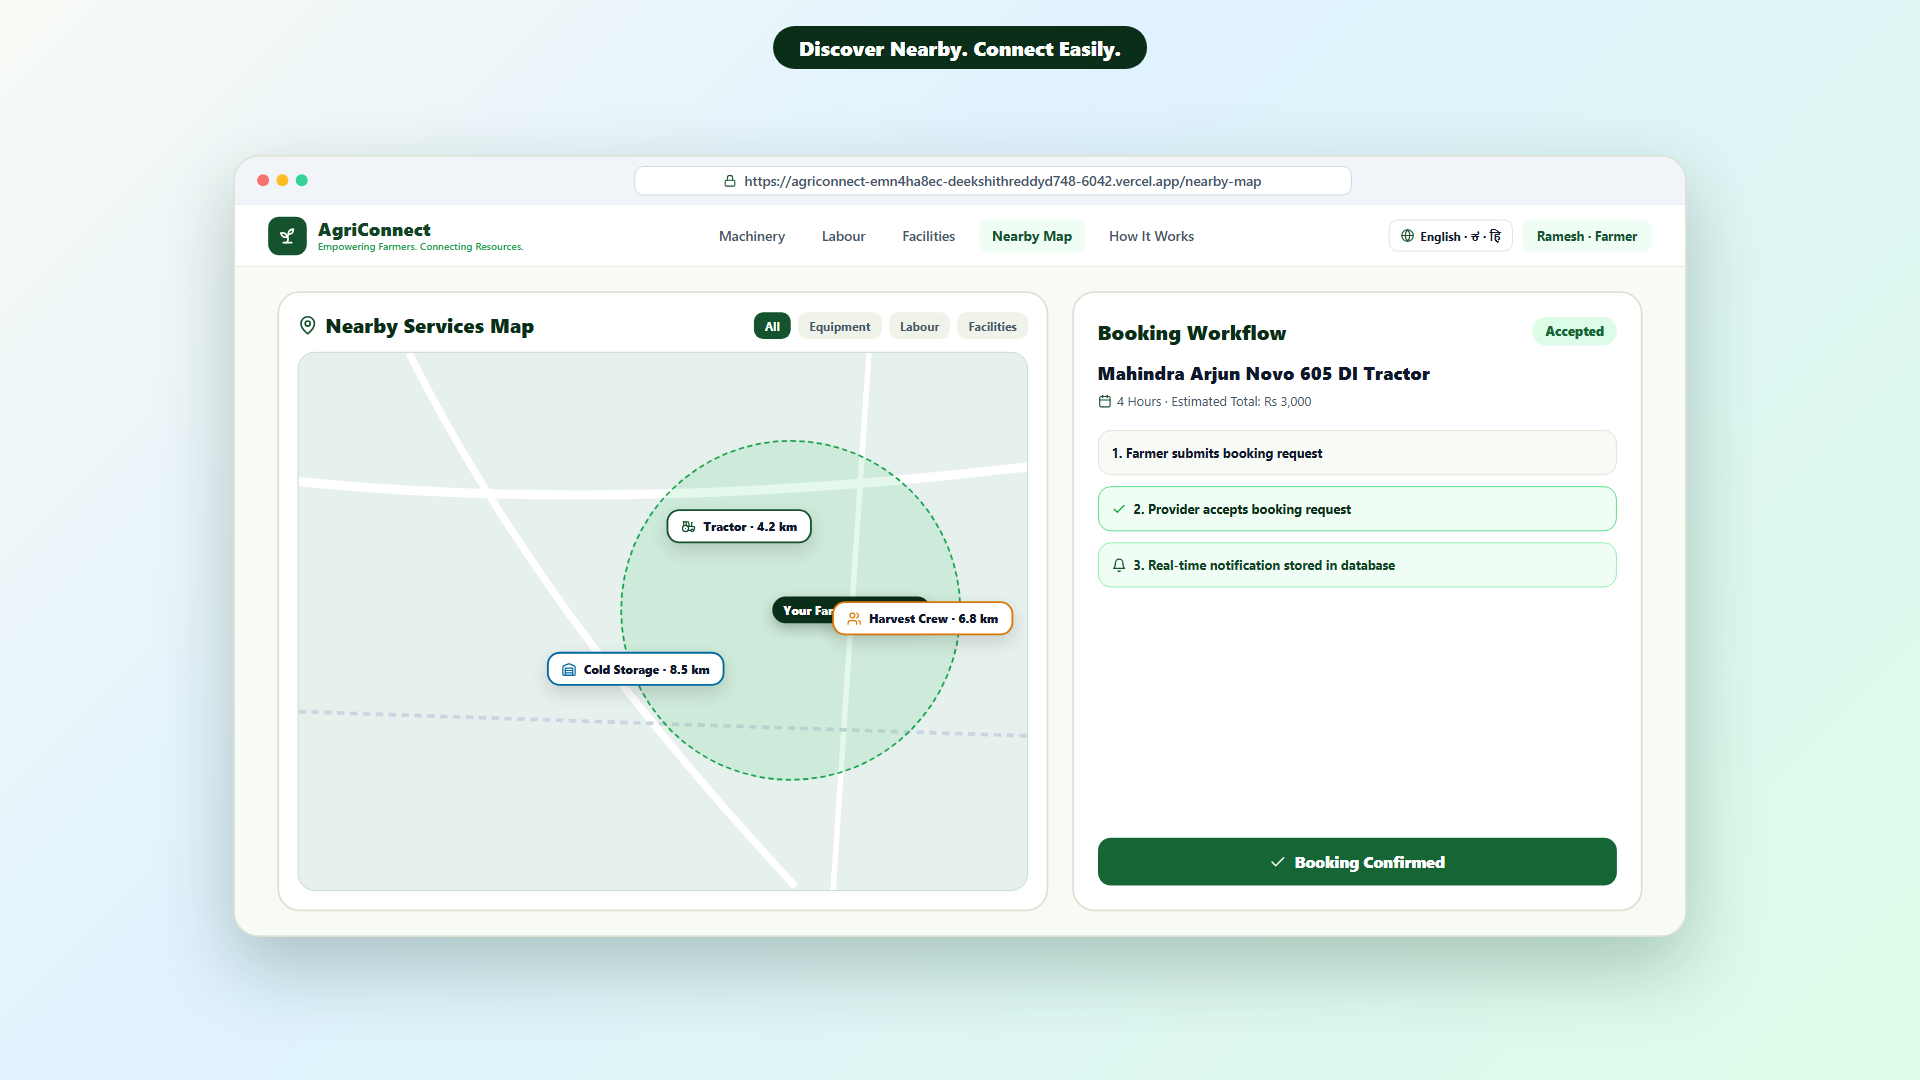 Discover Nearby. Connect Easily.
https://agriconnect-emn4ha8ec-deekshithreddyd748-6042.vercel.app/nearby-map
AgriConnect
Empowering Farmers. Connecting Resources.
Machinery
Labour
Facilities
Nearby Map
How It Works
English · ಕ · हि
Ramesh · Farmer
Nearby Services Map
All
Equipment
Labour
Facilities
Tractor · 4.2 km
Your
Harvest Crew · 6.8 km
Cold Storage · 8.5 km
Booking Workflow
Accepted
Mahindra Arjun Novo 605 DI Tractor
4 Hours · Estimated Total: Rs 3,000
1. Farmer submits booking request
2. Provider accepts booking request
3. Real-time notification stored in database
Booking Confirmed